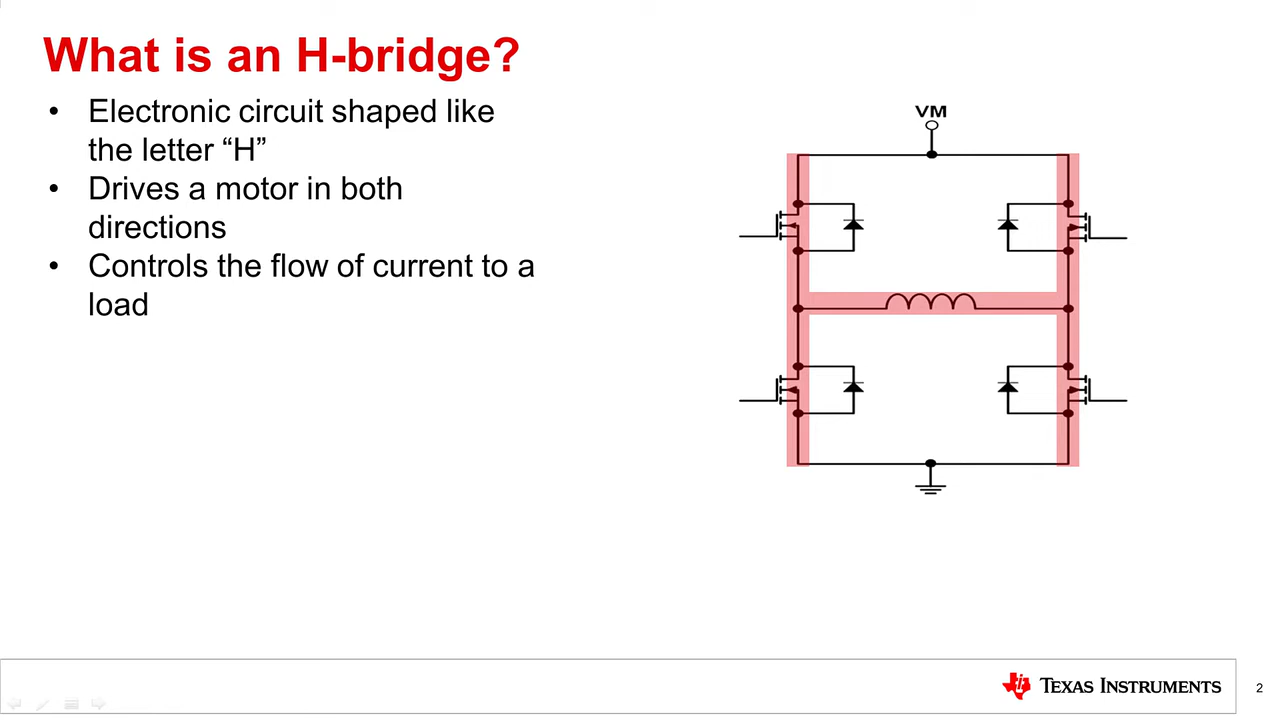 What is an H-bridge?
• Electronic circuit shaped like
the letter “H”
• Drives a motor in both
directions
• Controls the flow of current to a
load
VM
TEXAS INSTRUMENTS
2